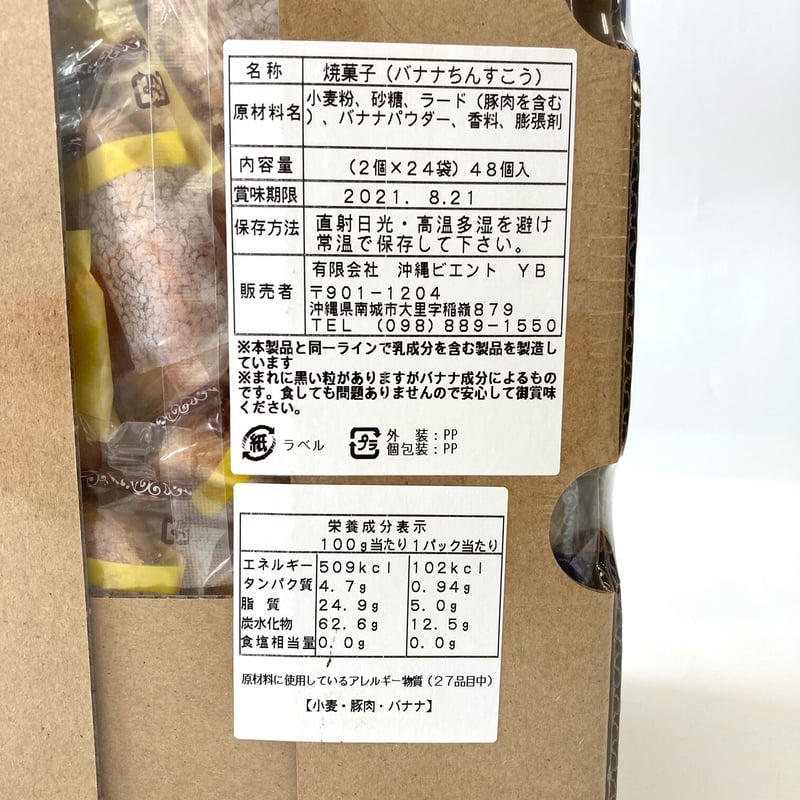 名称 焼菓子（バナナちんすこう）
原材料名 小麦粉、砂糖、ラード（豚肉を含む
）、バナナパウダー、香料、膨張剤
内容量 （２個×２４袋）４８個入
賞味期限 ２０２１．８．２１
保存方法 直射日光・高温多湿を避け
常温で保存して下さい。
販売者 有限会社　沖縄ビエント　ＹＢ
〒９０１－１２０４
沖縄県南城市大里字稲嶺８７９
ＴＥＬ （０９８）８８９－１５５０
※本製品と同一ラインで乳成分を含む製品を製造し
ています
※まれに黒い粒がありますがバナナ成分によるもの
です。食しても問題ありませんので安心して御賞味
ください。
紙 ラベル プラ 外　装：PP
個包装：PP
栄養成分表示
１００ｇ当たり １パック当たり
エネルギー ５０９ｋｃｌ １０２ｋｃｌ
タンパク質 ４．７ｇ ０．９４ｇ
脂　質 ２４．９ｇ ５．０ｇ
炭水化物 ６２．６ｇ １２．５ｇ
食塩相当量 ０．０ｇ ０．０ｇ
原材料に使用しているアレルギー物質（２７品目中）
【小麦・豚肉・バナナ】